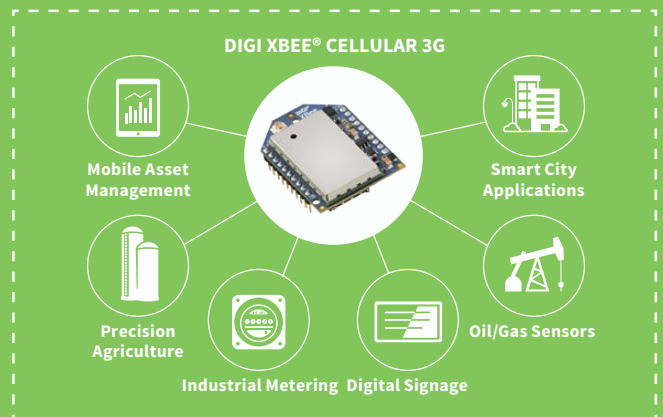 DIGI XBEE® CELLULAR 3G
Mobile Asset
Management
Smart City
Applications
Precision
Agriculture
Oil/Gas Sensors
Industrial Metering
Digital Signage